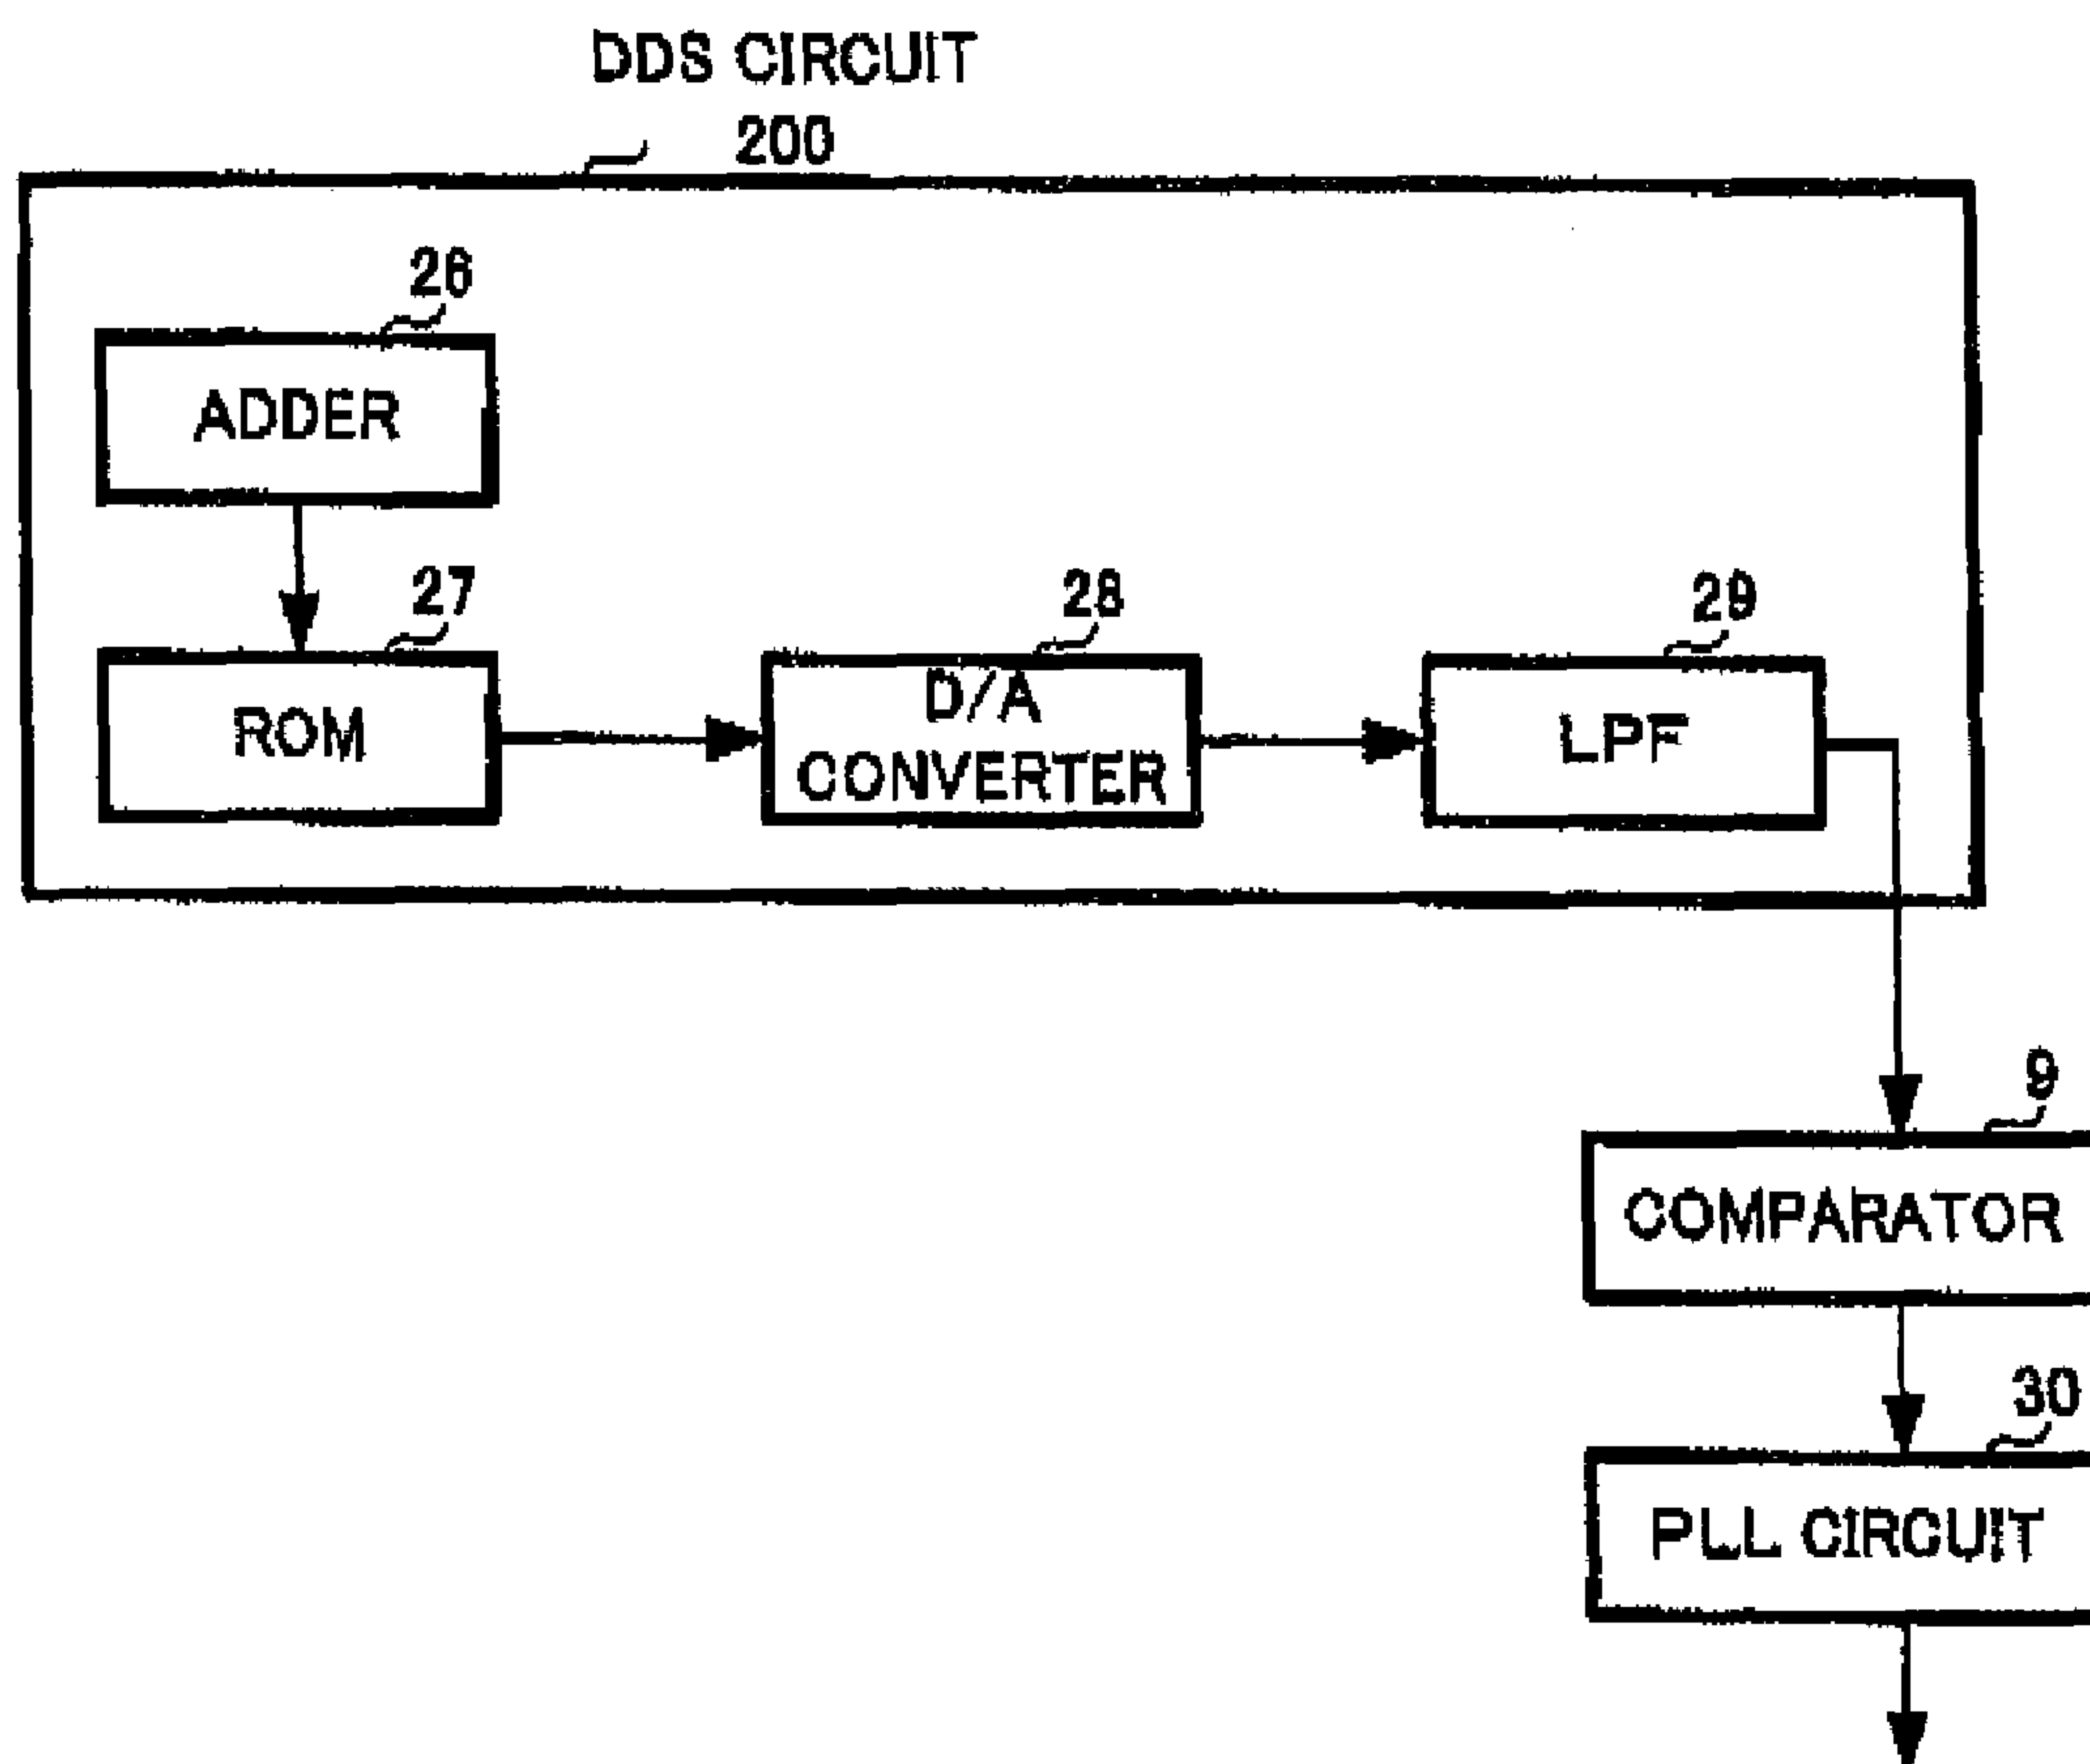 DDS CIRCUIT
200
26
ADDER
27
ROM
28
D/A
CONVERTER
29
LPF
9
COMPARATOR
30
PLL CIRCUIT